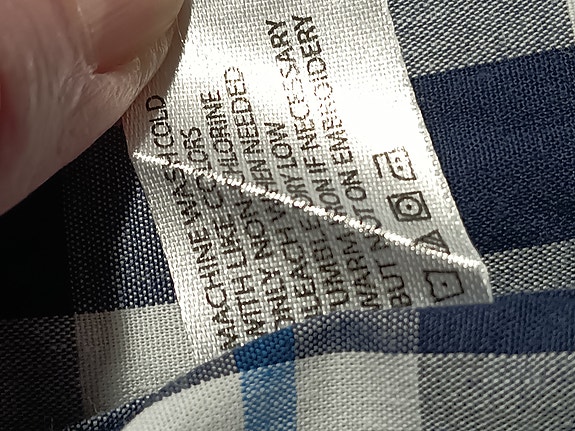 MACHINE WASH COLD
WITH LIKE COLORS
ONLY NON CHLORINE
BLEACH WHEN NEEDED
TUMBLE DRY LOW
WARM IRON IF NECESSARY
BUT NOT ON EMBROIDERY